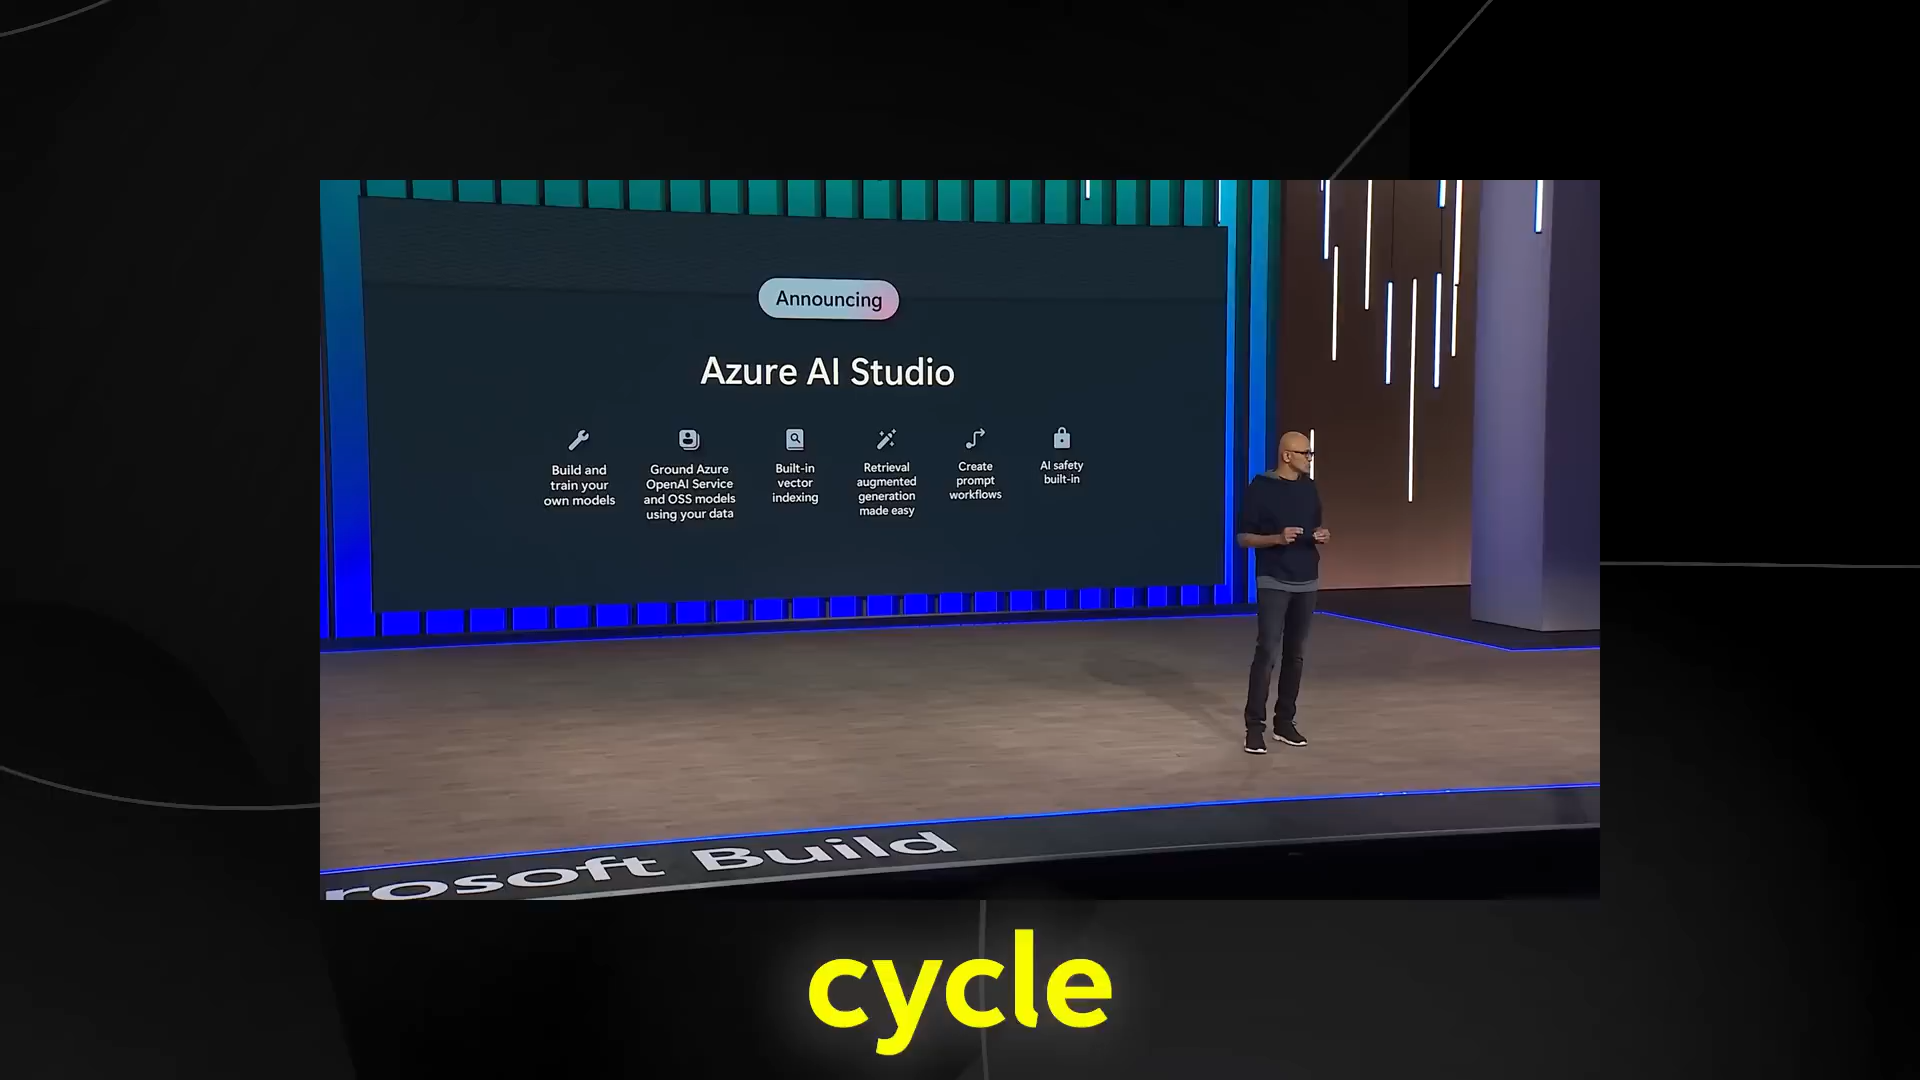 Announcing
Azure AI Studio
Build and
train your
own models
Ground Azure
OpenAI Service
and OSS models
using your data
Built-in
vector
indexing
Retrieval
augmented
generation
made easy
Create
prompt
workflows
AI safety
built-in
rosoft Build
cycle